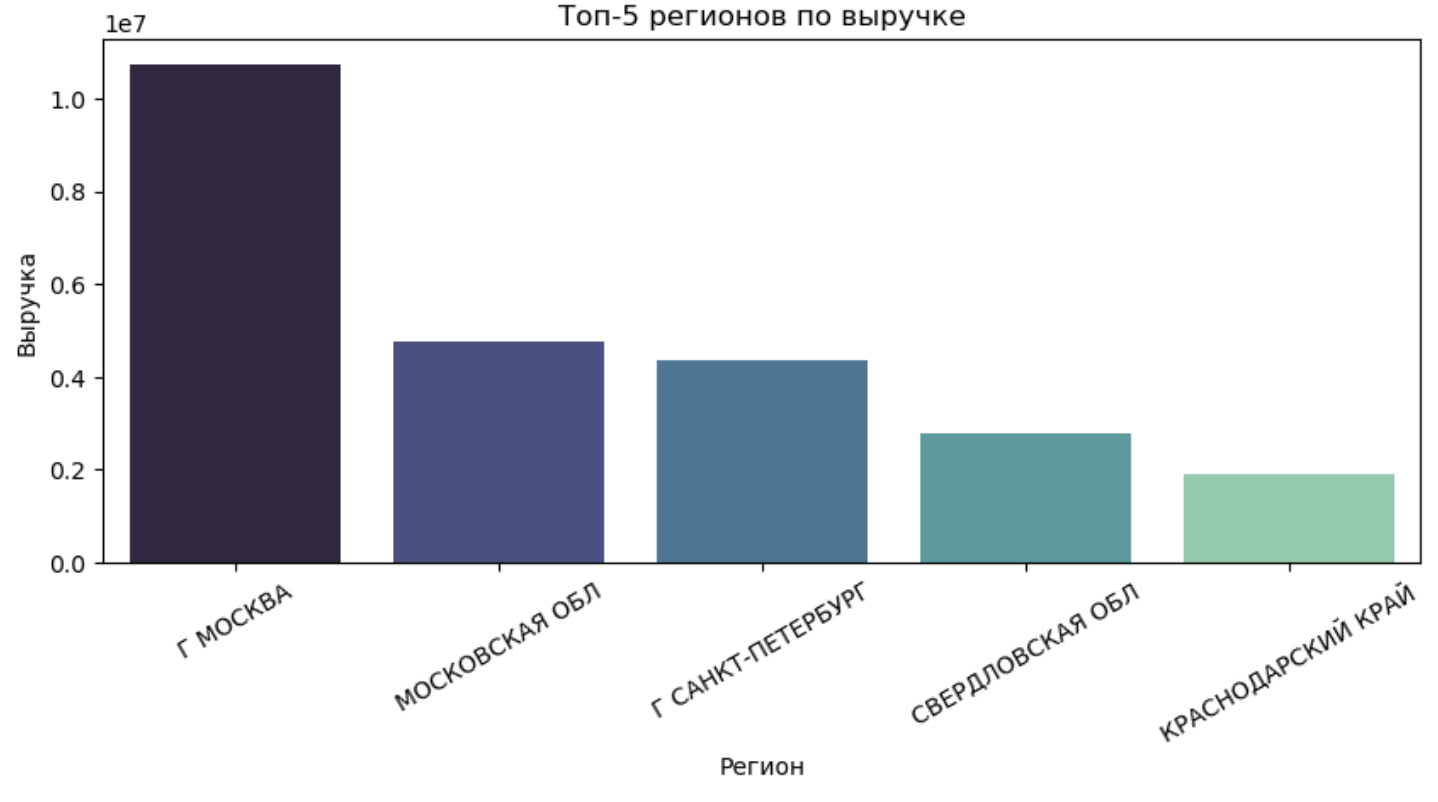 Топ-5 регионов по выручке
1e7
1.0
0.8
0.6
0.4
0.2
0.0
Выручка
Г МОСКВА
МОСКОВСКАЯ ОБЛ
Г САНКТ-ПЕТЕРБУРГ
СВЕРДЛОВСКАЯ ОБЛ
КРАСНОДАРСКИЙ КРАЙ
Регион